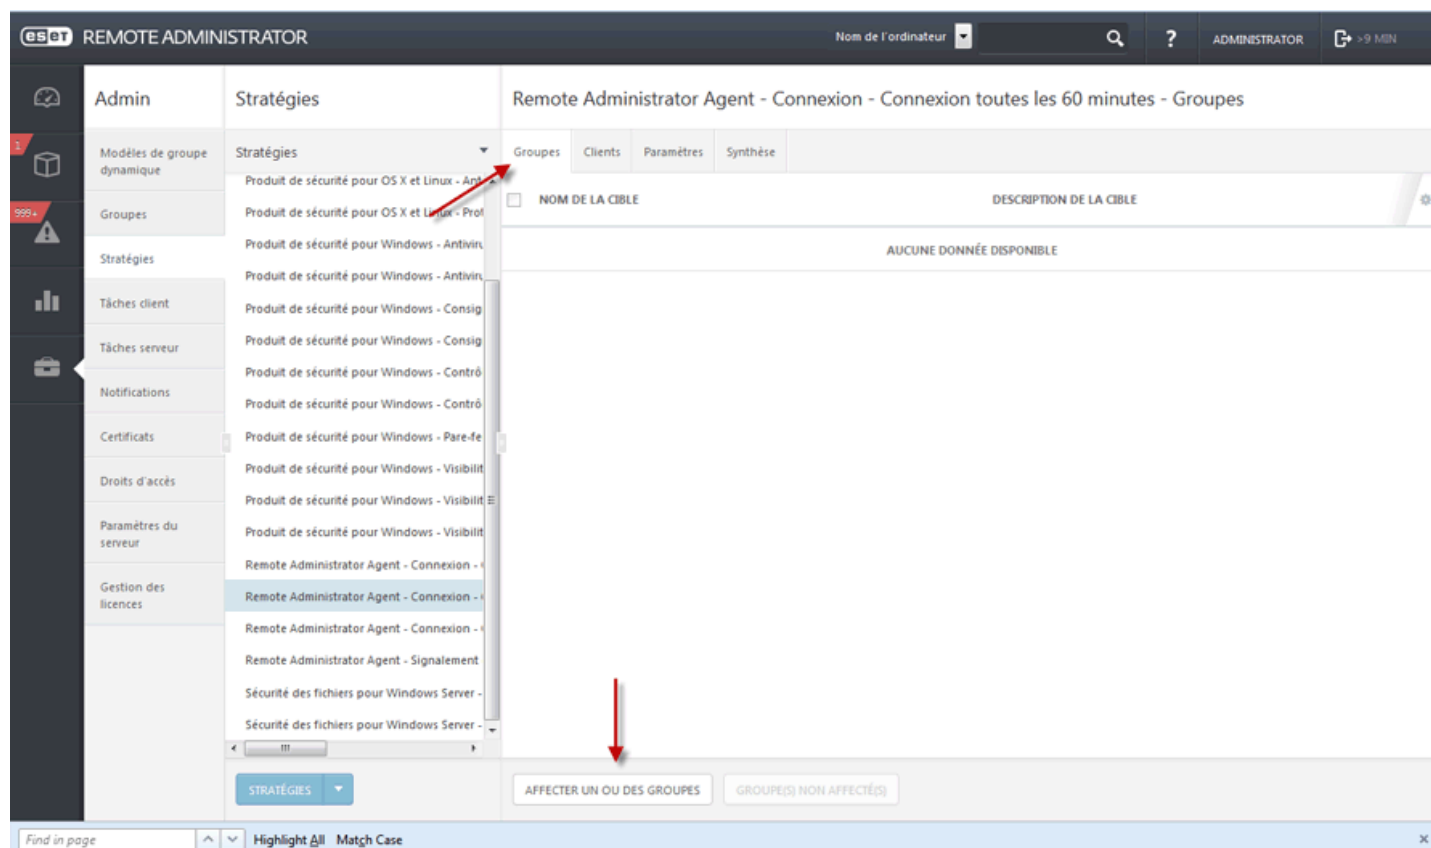 eset REMOTE ADMINISTRATOR
Nom de l'ordinateur
?
ADMINISTRATOR
>9 MIN
1
999+
Admin
Modèles de groupe
dynamique
Groupes
Stratégies
Tâches client
Tâches serveur
Notifications
Certificats
Droits d'accès
Paramètres du
serveur
Gestion des
licences
Stratégies
Stratégies
Produit de sécurité pour OS X et Linux - Ant
Produit de sécurité pour OS X et Linux - Prot
Produit de sécurité pour Windows - Antiviru
Produit de sécurité pour Windows - Antiviru
Produit de sécurité pour Windows - Consig
Produit de sécurité pour Windows - Consig
Produit de sécurité pour Windows - Contrô
Produit de sécurité pour Windows - Contrô
Produit de sécurité pour Windows - Pare-fe
Produit de sécurité pour Windows - Visibilit
Produit de sécurité pour Windows - Visibilit
Produit de sécurité pour Windows - Visibilit
Remote Administrator Agent - Connexion -
Remote Administrator Agent - Connexion -
Remote Administrator Agent - Connexion -
Remote Administrator Agent - Signalement
Sécurité des fichiers pour Windows Server -
Sécurité des fichiers pour Windows Server -
STRATÉGIES
Remote Administrator Agent - Connexion - Connexion toutes les 60 minutes - Groupes
Groupes Clients Paramètres Synthèse
NOM DE LA CIBLE DESCRIPTION DE LA CIBLE
AUCUNE DONNÉE DISPONIBLE
AFFECTER UN OU DES GROUPES GROUPE(S) NON AFFECTÉ(S)
Find in page Highlight All Match Case